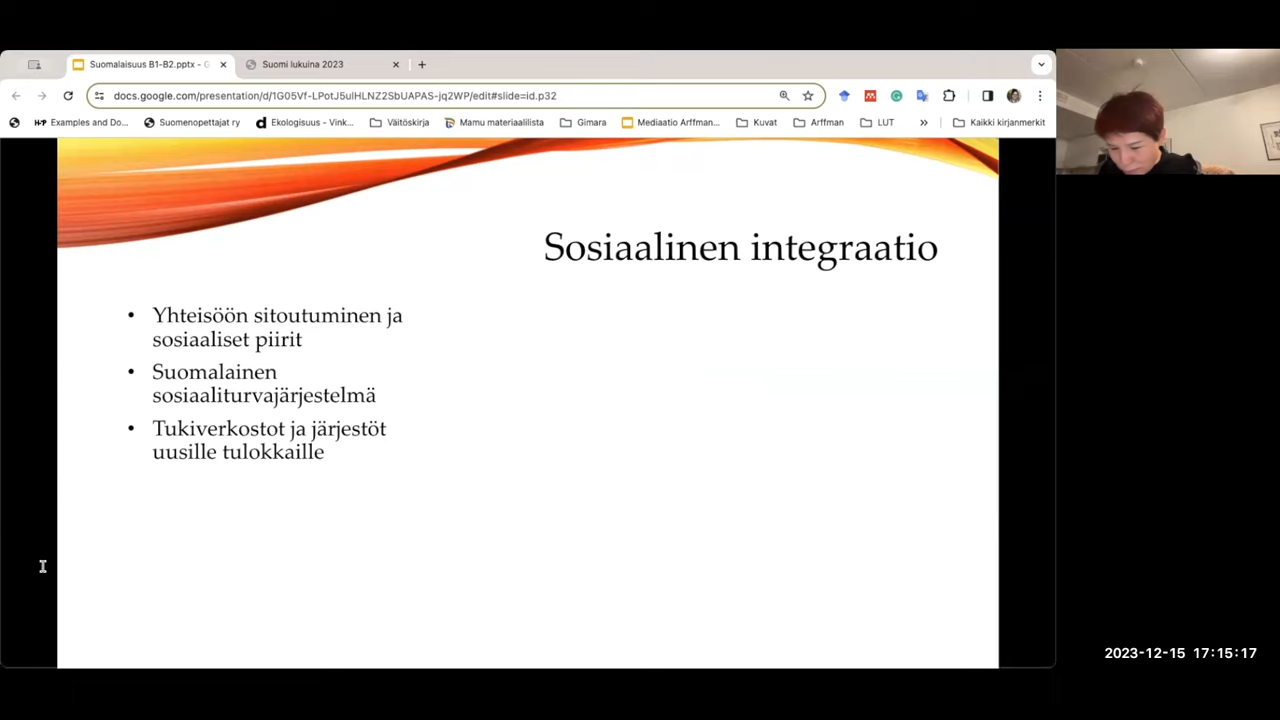 Suomalaisuus B1-B2.pptx - G
Suomi lukuina 2023
docs.google.com/presentation/d/1G05Vf-LPotJ5uIHLNZ2SbUAPAS-jq2WP/edit#slide=id.p32
Examples and Do... Suomenopettajat ry Ekologisuus - Vink... Väitöskirja Mamu materiaalilista Gimara Mediaatio Arffman... Kuvat Arffman LUT » Kaikki kirjanmerkit
Sosiaalinen integraatio
• Yhteisöön sitoutuminen ja
sosiaaliset piirit
• Suomalainen
sosiaaliturvajärjestelmä
• Tukiverkostot ja järjestöt
uusille tulokkaille
2023-12-15 17:15:17